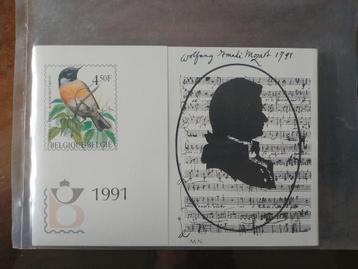 4,50F
BELGIQUE-BELGIË
1991
Wolfgang Amadé Mozart 1791
M.N.